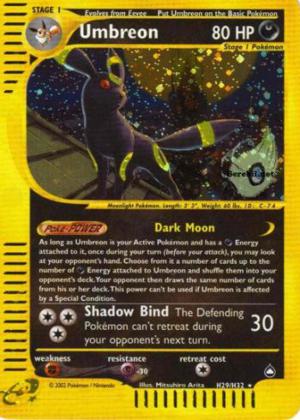 STAGE 1
Evolves from Eevee
Put Umbreon on the Basic Pokémon
Umbreon
80 HP
Stage 1 Pokémon
Serebii.net
Moonlight Pokémon. Length: 3' 3", Weight: 60 lbs. ID: C-74
Poké-POWER
Dark Moon
As long as Umbreon is your Active Pokémon and has a Energy
attached to it, once during your turn (before your attack), you may
look at your opponent's hand. Choose from it a number of cards up to the
number of Energy attached to Umbreon and shuffle them into your
opponent's deck. Your opponent then draws the same number of cards
from his or her deck. This power can't be used if Umbreon is affected
by a Special Condition.
Shadow Bind The Defending
Pokémon can't retreat during
your opponent's next turn.
30
weakness
resistance
retreat cost
-30
© 2002 Pokémon / Nintendo
Illus. Mitsuhiro Arita
H29/H32